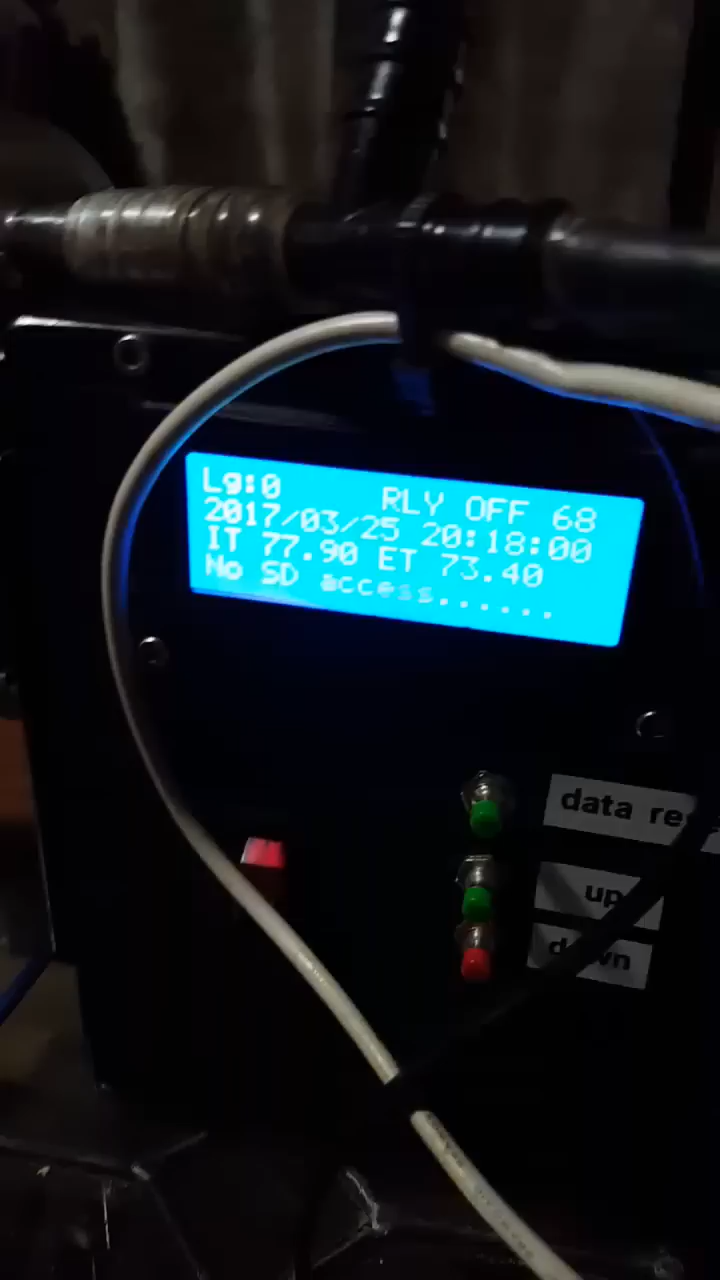 Lg:0 RLY OFF 68
2017/03/25 20:18:00
IT 77.90 ET 73.40
No SD access......
data re
up
down